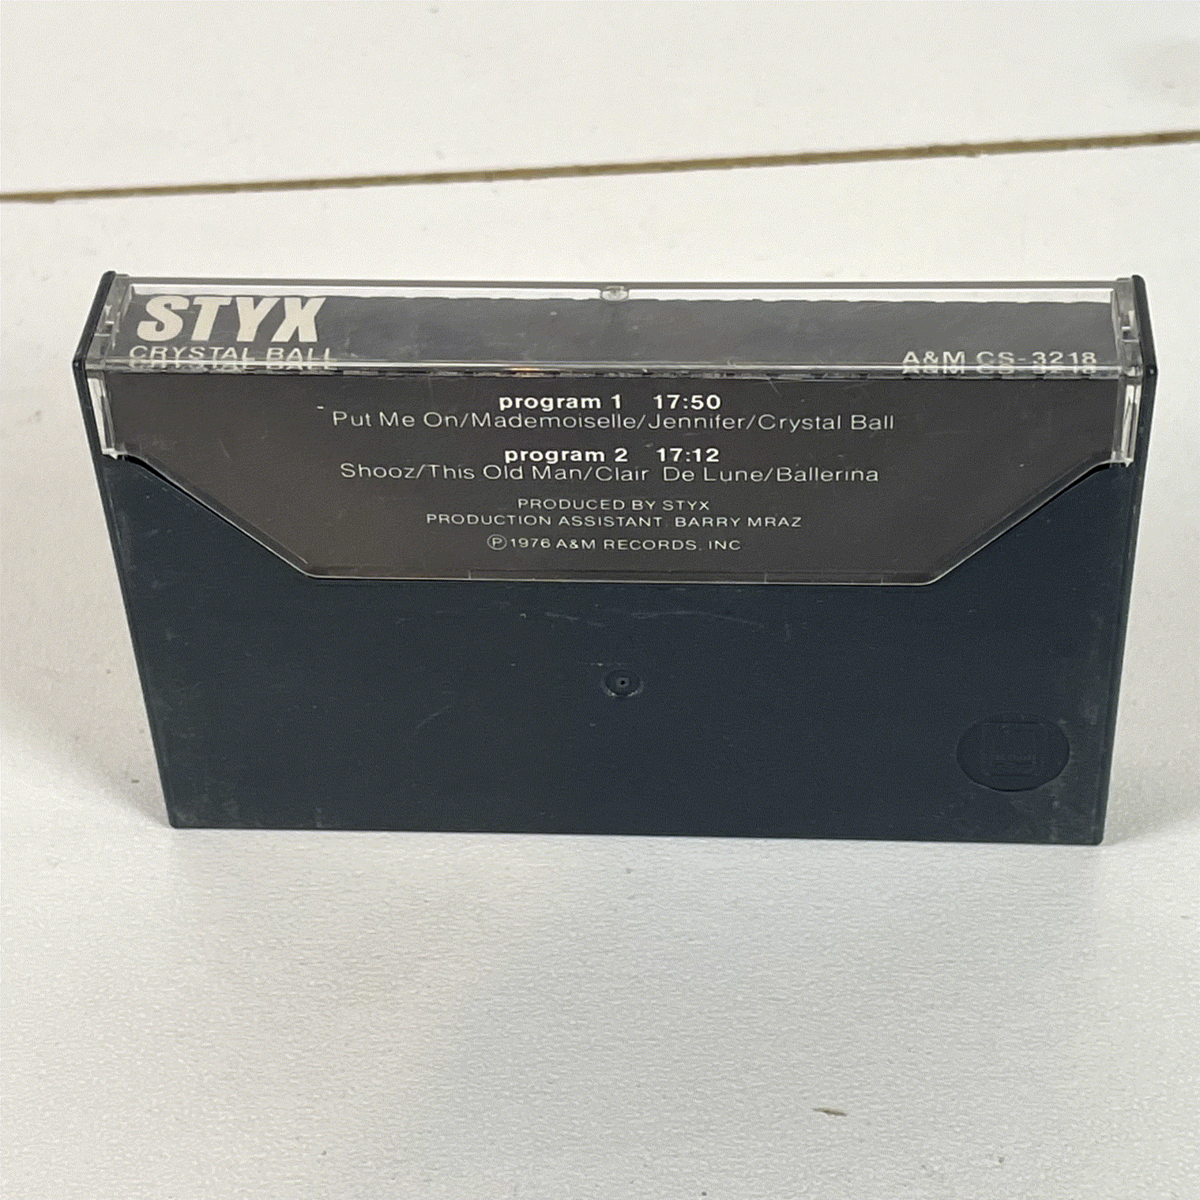 STYX
CRYSTAL BALL
A&M CS-3218
program 1 17:50
Put Me On/Mademoiselle/Jennifer/Crystal Ball
program 2 17:12
Shooz/This Old Man/Clair De Lune/Ballerina
PRODUCED BY STYX
PRODUCTION ASSISTANT: BARRY MRAZ
Ⓟ1976 A&M RECORDS, INC